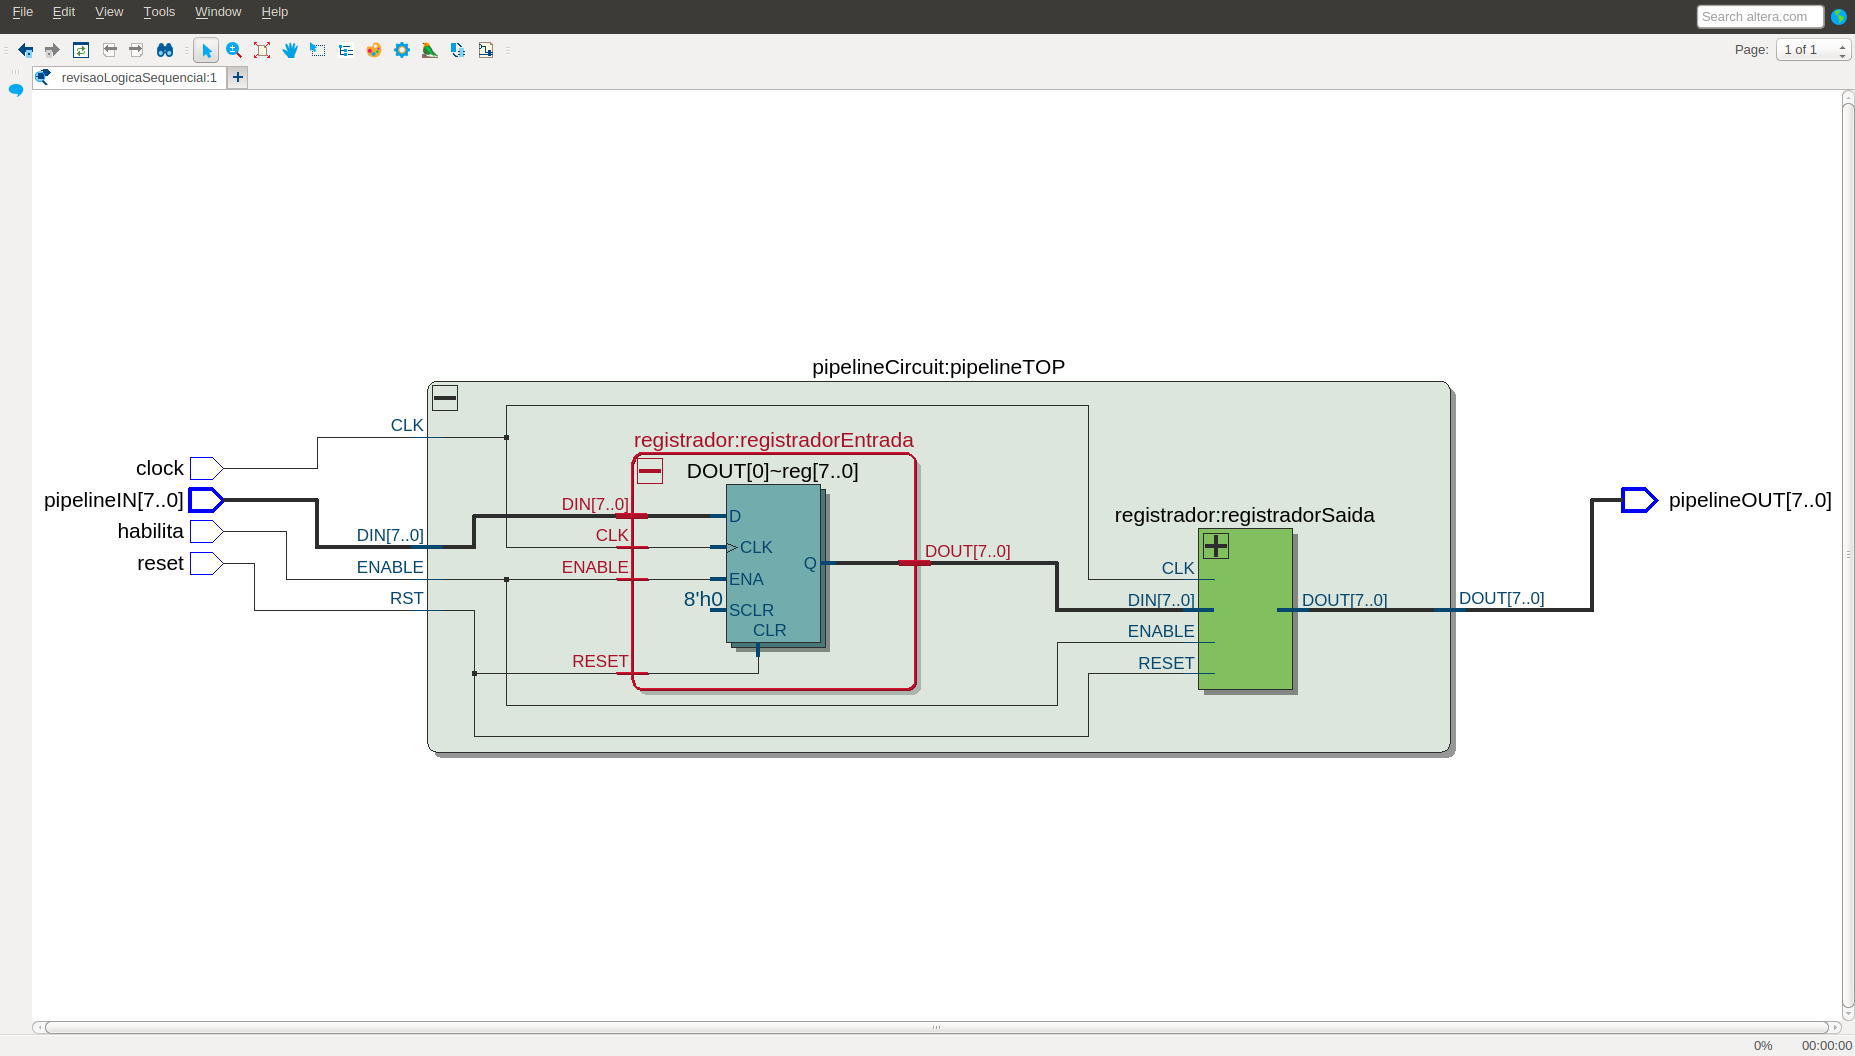 File Edit View Tools Window Help
Search altera.com
Page: 1 of 1
revisaoLogicaSequencial:1
pipelineCircuit:pipelineTOP
CLK
registrador:registradorEntrada
clock
DOUT[0]~reg[7..0]
pipelineIN[7..0]
DIN[7..0]
D
registrador:registradorSaida
pipelineOUT[7..0]
habilita
DIN[7..0]
CLK
CLK
DOUT[7..0]
reset
ENABLE
ENABLE
ENA
Q
CLK
RST
8'h0
SCLR
DIN[7..0]
DOUT[7..0]
DOUT[7..0]
CLR
ENABLE
RESET
RESET
0% 00:00:00